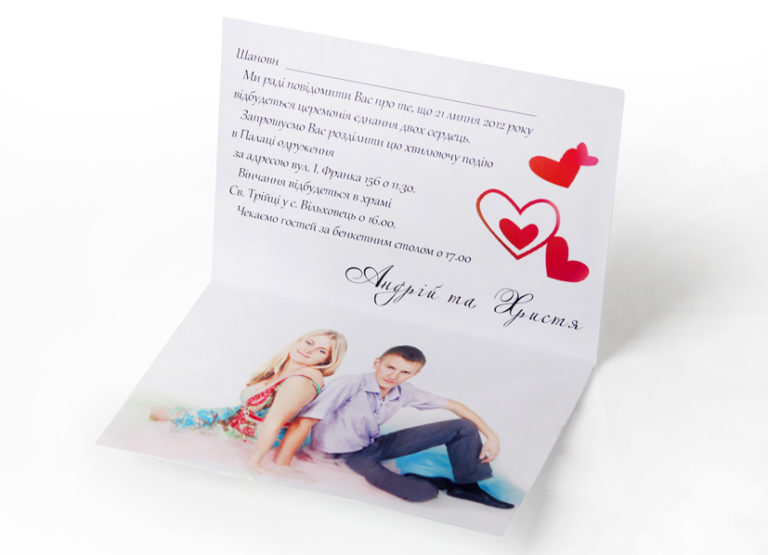 Шановн
Ми раді повідомити Вас про те, що 21 липня 2012 року
відбудеться церемонія єднання двох сердець.
Запрошуємо Вас розділити цю хвилюючу подію
в Палаці одруження
за адресою вул. І. Франка 156 о 11.30.
Вінчання відбудеться в храмі
Св. Трійці у с. Вільховець о 16.00.
Чекаємо гостей за бенкетним столом о 17.00
Андрій та Христя